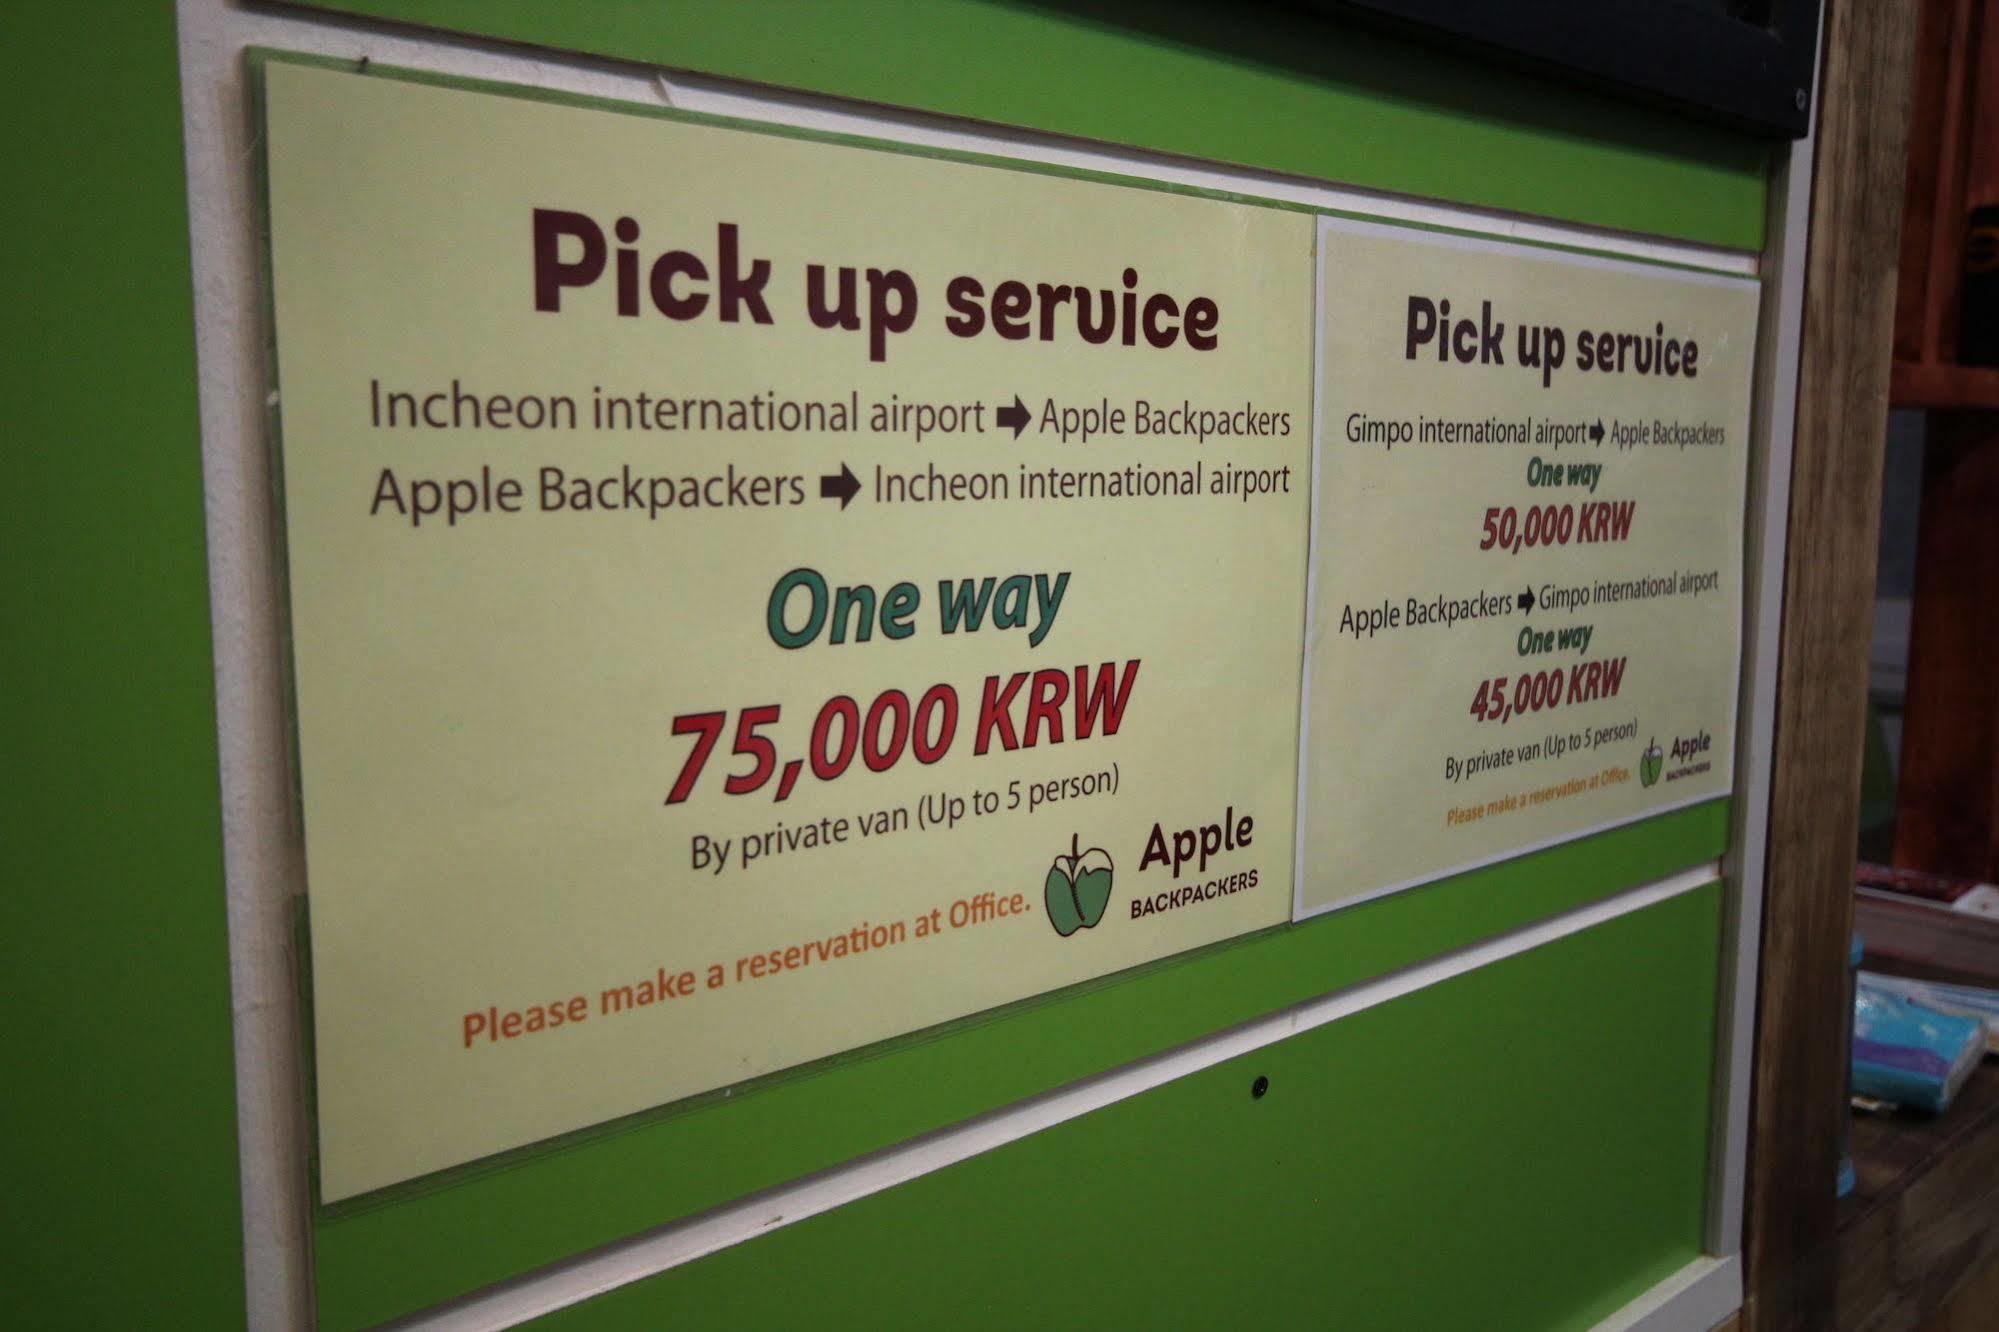 Pick up service
Incheon international airport ➡ Apple Backpackers
Apple Backpackers ➡ Incheon international airport
One way
75,000 KRW
By private van (Up to 5 person)
Please make a reservation at Office.
Apple
BACKPACKERS
Pick up service
Gimpo international airport ➡ Apple Backpackers
One way
50,000 KRW
Apple Backpackers ➡ Gimpo international airport
One way
45,000 KRW
By private van (Up to 5 person)
Please make a reservation at Office.
Apple
BACKPACKERS